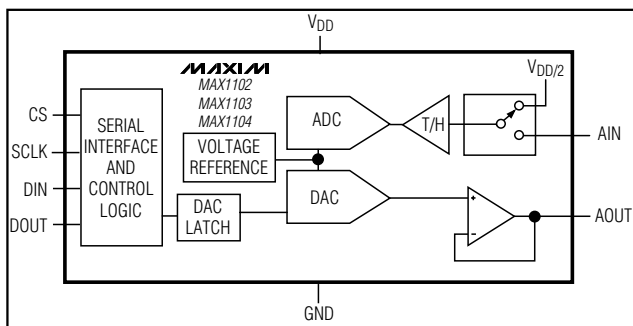 VDD
MAXIM
MAX1102
MAX1103
MAX1104
VDD/2
CS
SCLK
DIN
DOUT
SERIAL
INTERFACE
AND
CONTROL
LOGIC
VOLTAGE
REFERENCE
DAC
LATCH
ADC
T/H
DAC
+
−
AIN
AOUT
GND